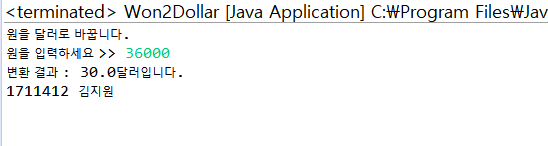 <terminated> Won2Dollar [Java Application] C:₩Program Files₩Jav
원을 달러로 바꿉니다.
원을 입력하세요 >> 36000
변환 결과 : 30.0달러입니다.
1711412 김지원